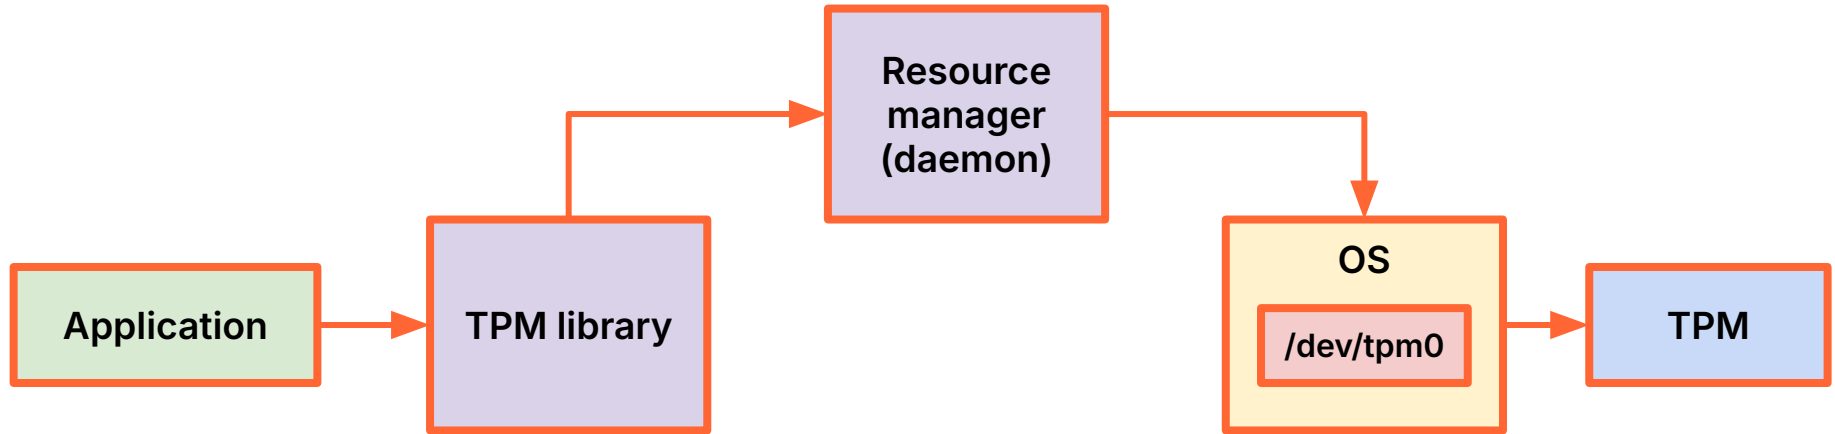 Application
TPM library
Resource
manager
(daemon)
OS
/dev/tpm0
TPM